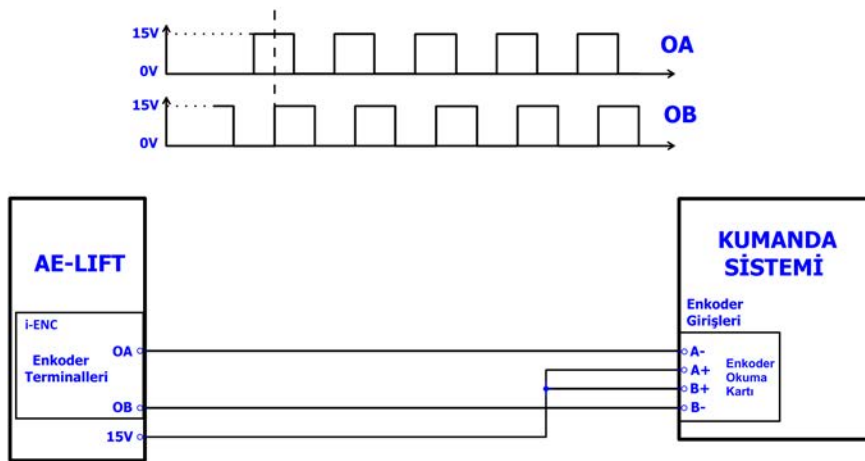 15V
OA
0V
15V
OB
0V
AE-LIFT
KUMANDA
SİSTEMİ
i-ENC
Enkoder
Terminalleri
OA
OB
15V
Enkoder
Girişleri
A-
A+
B+
B-
Enkoder
Okuma
Kartı